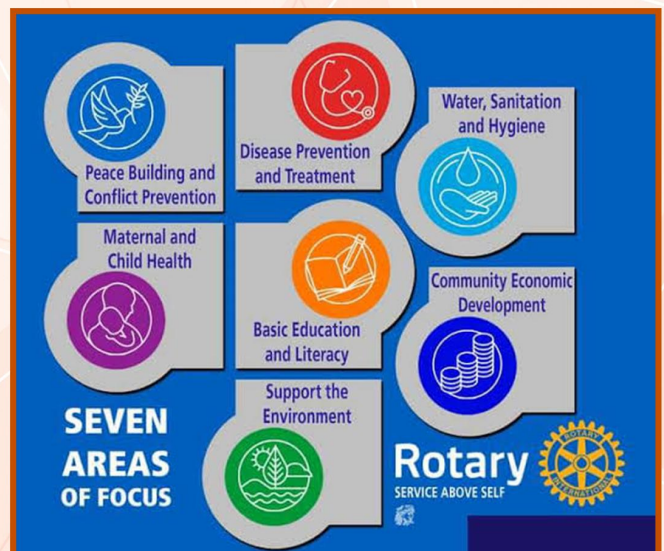 Peace Building and
Conflict Prevention
Disease Prevention
and Treatment
Water, Sanitation
and Hygiene
Maternal and
Child Health
Basic Education
and Literacy
Community Economic
Development
Support the
Environment
SEVEN
AREAS
OF FOCUS
Rotary
SERVICE ABOVE SELF
ROTARY
INTERNATIONAL